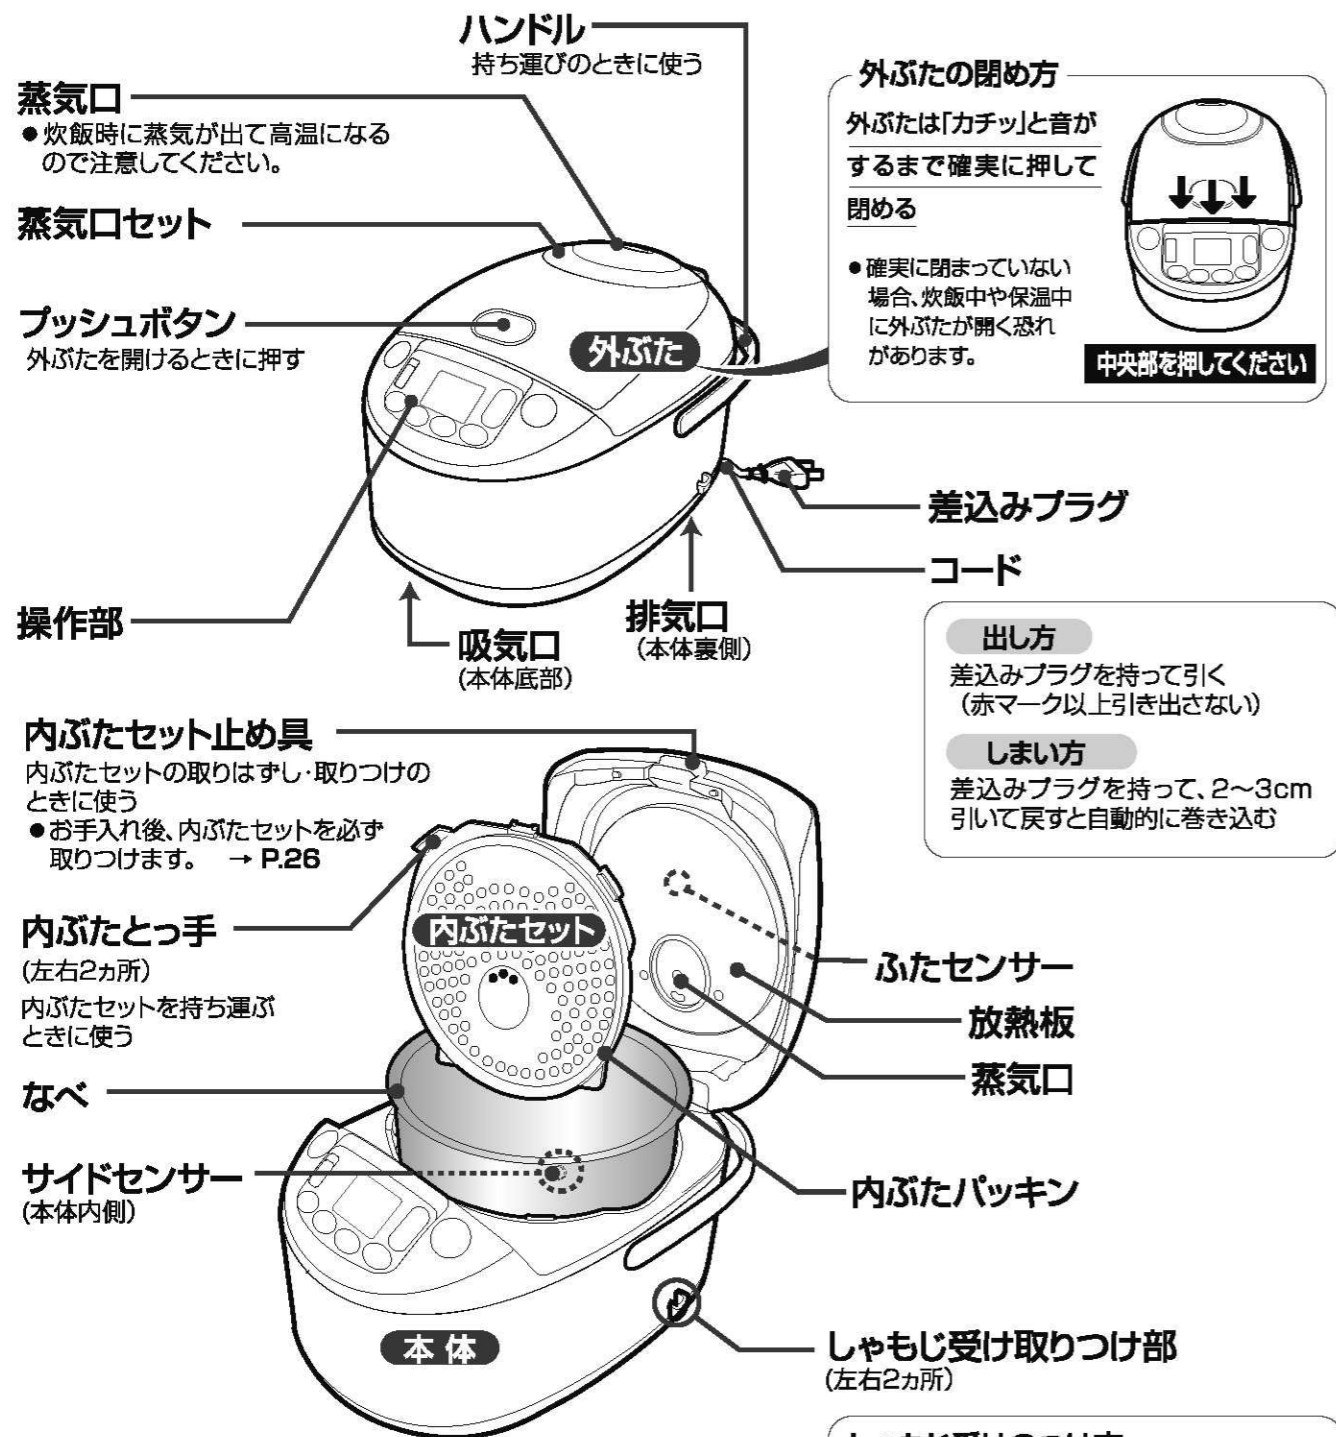 ハンドル
持ち運びのときに使う
蒸気口
●炊飯時に蒸気が出て高温になる
ので注意してください。
蒸気口セット
プッシュボタン
外ぶたを開けるときに押す
外ぶた
外ぶたの閉め方
外ぶたは「カチッ」と音が
するまで確実に押して
閉める
●確実に閉まっていない
場合、炊飯中や保温中
に外ぶたが開く恐れ
があります。
中央部を押してください
差込みプラグ
コード
操作部
吸気口
(本体底部)
排気口
(本体裏側)
出し方
差込みプラグを持って引く
(赤マーク以上引き出さない)
しまい方
差込みプラグを持って、2～3cm
引いて戻すと自動的に巻き込む
内ぶたセット止め具
内ぶたセットの取りはずし・取りつけの
ときに使う
●お手入れ後、内ぶたセットを必ず
取りつけます。 → P.26
内ぶたとっ手
(左右2ヵ所)
内ぶたセットを持ち運ぶ
ときに使う
内ぶたセット
ふたセンサー
放熱板
蒸気口
なべ
サイドセンサー
(本体内側)
内ぶたパッキン
本体
しゃもじ受け取りつけ部
(左右2ヵ所)